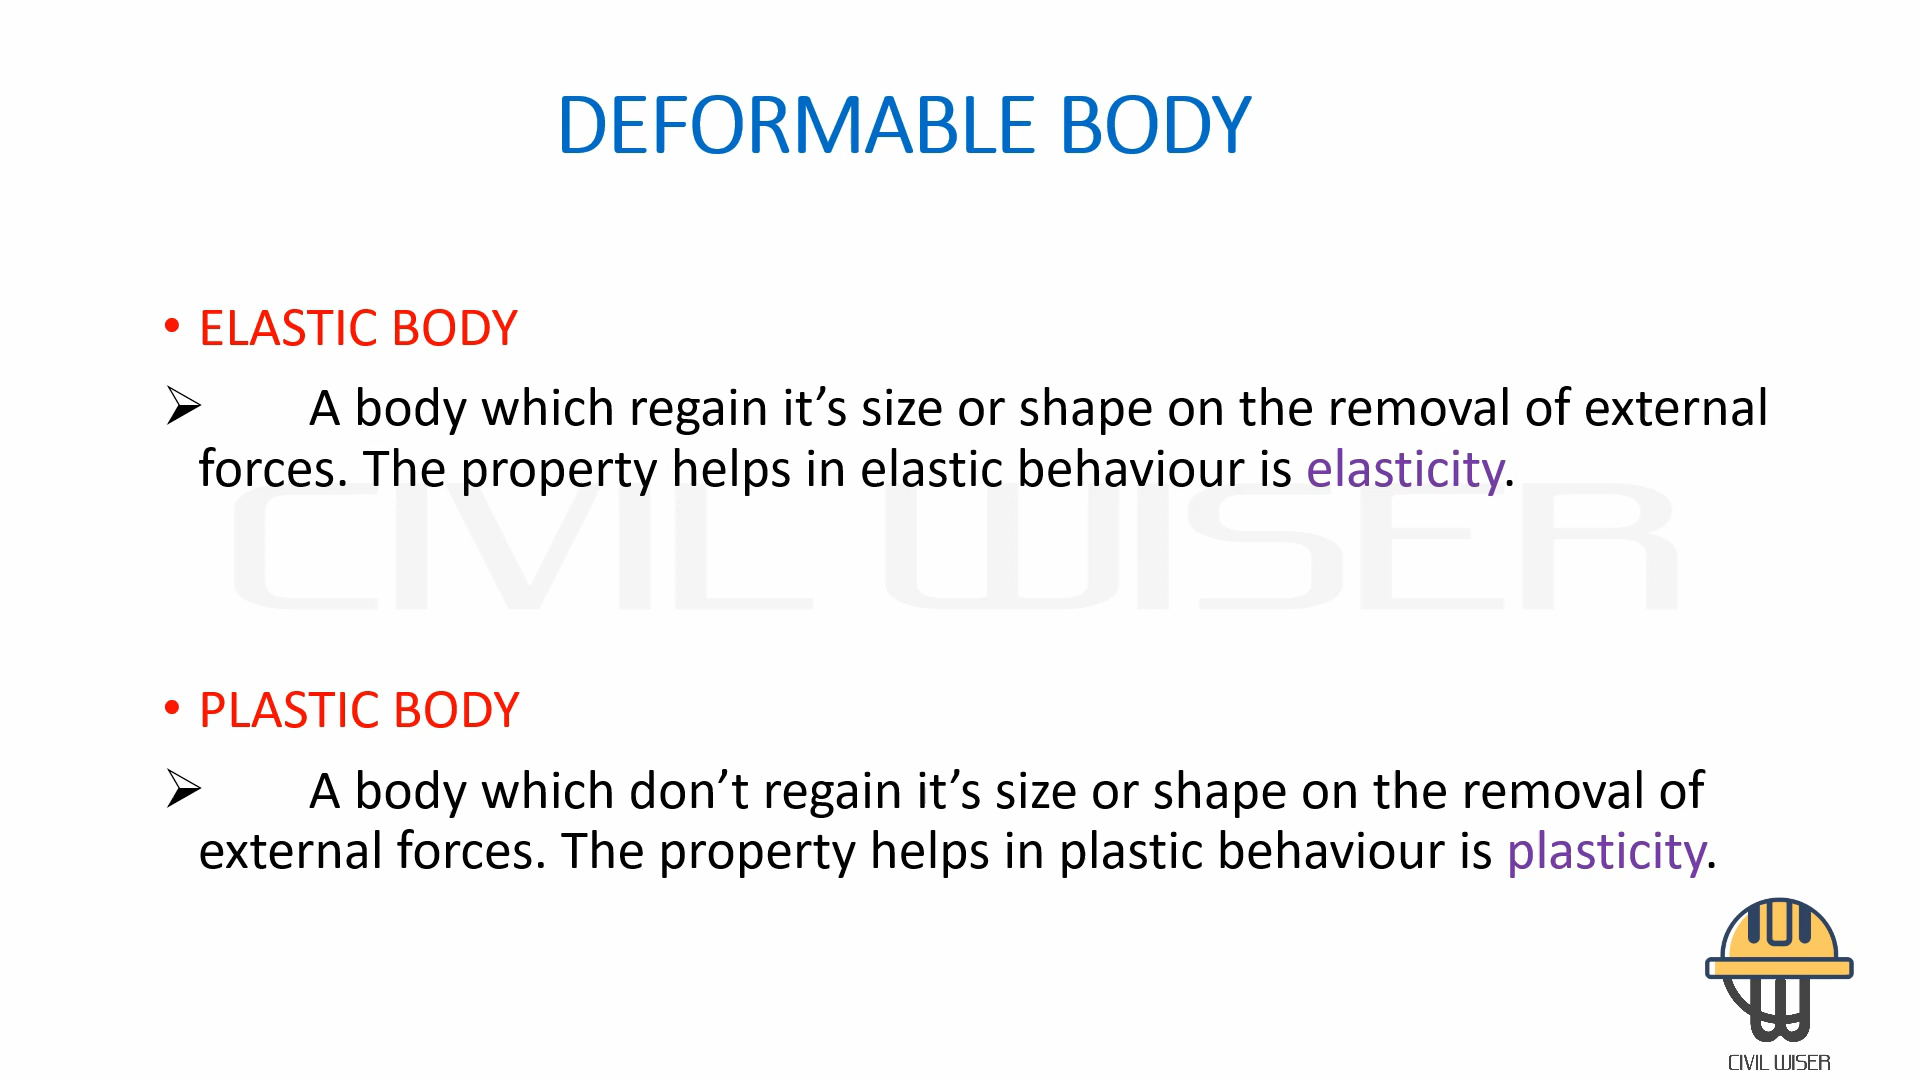 DEFORMABLE BODY
• ELASTIC BODY
➢ A body which regain it’s size or shape on the removal of external
forces. The property helps in elastic behaviour is elasticity.
CIVIL WISER
• PLASTIC BODY
➢ A body which don’t regain it’s size or shape on the removal of
external forces. The property helps in plastic behaviour is plasticity.
CIVIL WISER